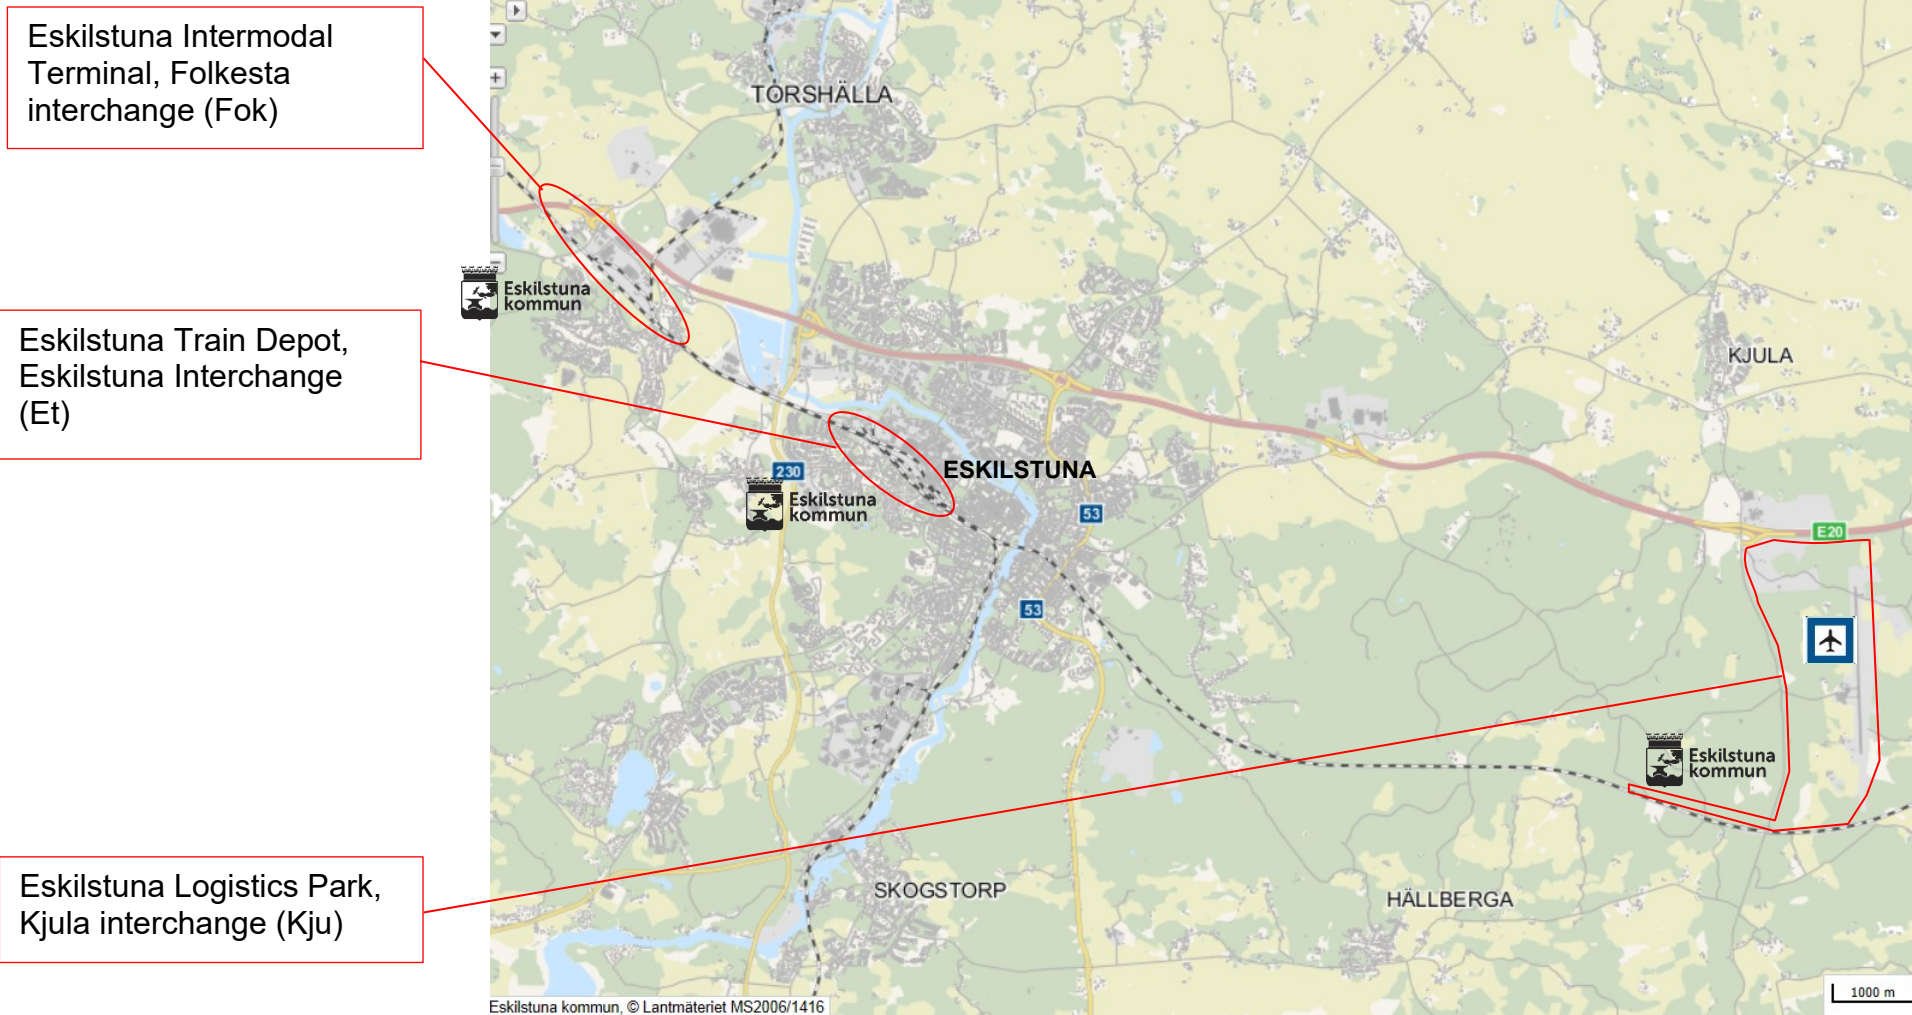 Eskilstuna Intermodal
Terminal, Folkesta
interchange (Fok)
TORSHÄLLA
Eskilstuna
kommun
Eskilstuna Train Depot,
Eskilstuna Interchange
(Et)
KJULA
230
ESKILSTUNA
Eskilstuna
kommun
53
E20
53
Eskilstuna
kommun
Eskilstuna Logistics Park,
Kjula interchange (Kju)
SKOGSTORP
HÄLLBERGA
1000 m
Eskilstuna kommun, © Lantmäteriet MS2006/1416